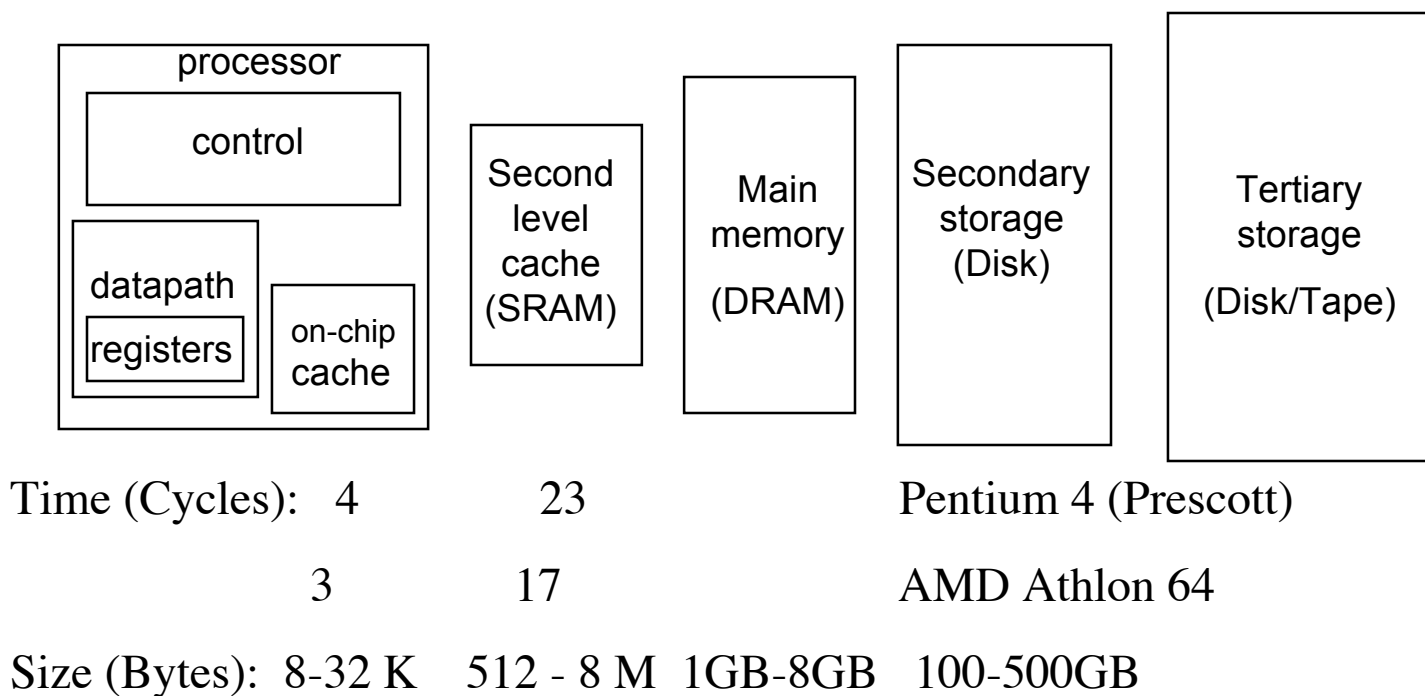 processor
control
datapath
registers
on-chip
cache
Second
level
cache
(SRAM)
Main
memory
(DRAM)
Secondary
storage
(Disk)
Tertiary
storage
(Disk/Tape)
Time (Cycles): 4 23 Pentium 4 (Prescott)
3 17 AMD Athlon 64
Size (Bytes): 8-32 K 512 - 8 M 1GB-8GB 100-500GB